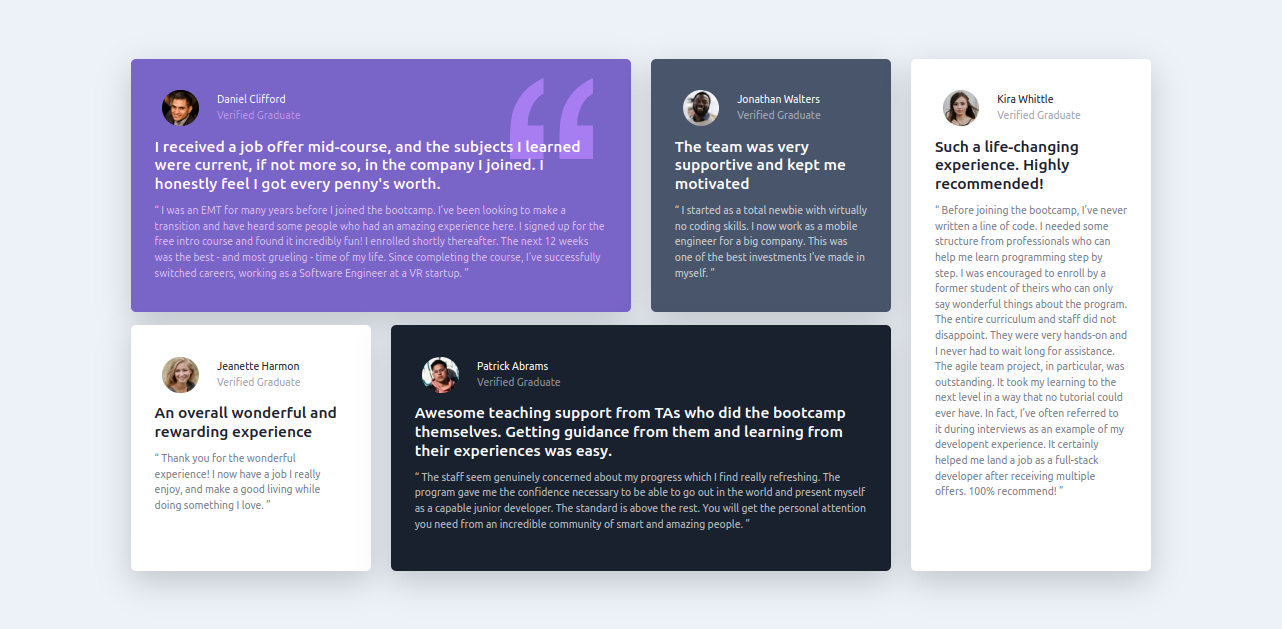 Daniel Clifford
Verified Graduate
I received a job offer mid-course, and the subjects I learned
were current, if not more so, in the company I joined. I
honestly feel I got every penny's worth.
“ I was an EMT for many years before I joined the bootcamp. I’ve been looking to make a
transition and have heard some people who had an amazing experience here. I signed up for the
free intro course and found it incredibly fun! I enrolled shortly thereafter. The next 12 weeks
was the best - and most grueling - time of my life. Since completing the course, I’ve successfully
switched careers, working as a Software Engineer at a VR startup. ”
Jonathan Walters
Verified Graduate
The team was very
supportive and kept me
motivated
“ I started as a total newbie with virtually
no coding skills. I now work as a mobile
engineer for a big company. This was
one of the best investments I’ve made in
myself. ”
Kira Whittle
Verified Graduate
Such a life-changing
experience. Highly
recommended!
“ Before joining the bootcamp, I’ve never
written a line of code. I needed some
structure from professionals who can
help me learn programming step by
step. I was encouraged to enroll by a
former student of theirs who can only
say wonderful things about the program.
The entire curriculum and staff did not
disappoint. They were very hands-on and
I never had to wait long for assistance.
The agile team project, in particular, was
outstanding. It took my learning to the
next level in a way that no tutorial could
ever have. In fact, I’ve often referred to
it during interviews as an example of my
developent experience. It certainly
helped me land a job as a full-stack
developer after receiving multiple
offers. 100% recommend! ”
Jeanette Harmon
Verified Graduate
An overall wonderful and
rewarding experience
“ Thank you for the wonderful
experience! I now have a job I really
enjoy, and make a good living while
doing something I love. ”
Patrick Abrams
Verified Graduate
Awesome teaching support from TAs who did the bootcamp
themselves. Getting guidance from them and learning from
their experiences was easy.
“ The staff seem genuinely concerned about my progress which I find really refreshing. The
program gave me the confidence necessary to be able to go out in the world and present myself
as a capable junior developer. The standard is above the rest. You will get the personal attention
you need from an incredible community of smart and amazing people. ”